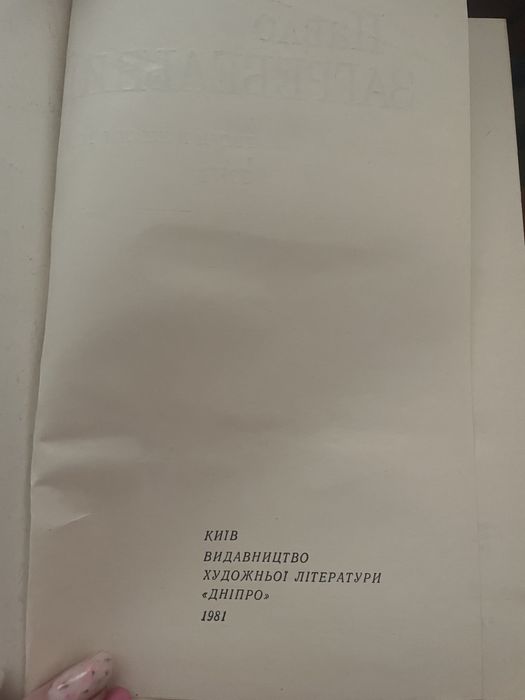 КИЇВ
ВИДАВНИЦТВО
ХУДОЖНЬОЇ ЛІТЕРАТУРИ
«ДНІПРО»
1981